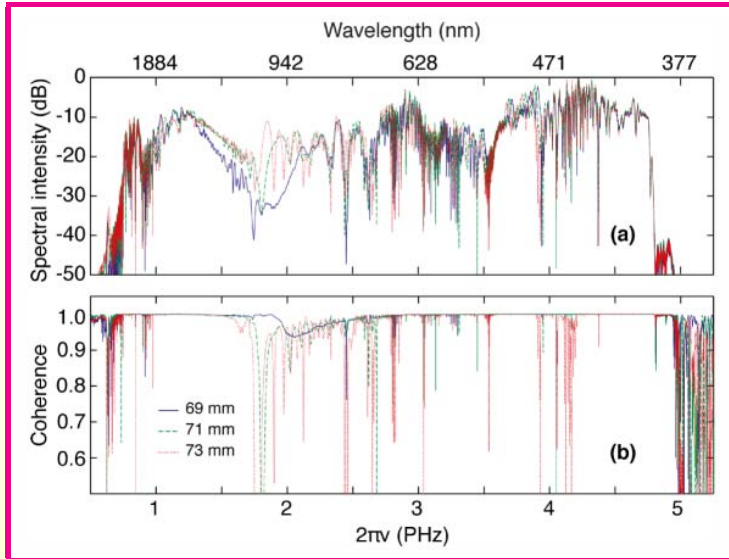 Wavelength (nm)
1884 942 628 471 377
Spectral intensity (dB)
0
-10
-20
-30
-40
-50
(a)
Coherence
1.0
0.9
0.8
0.7
0.6
69 mm
71 mm
73 mm
(b)
1 2 3 4 5
2πν (PHz)